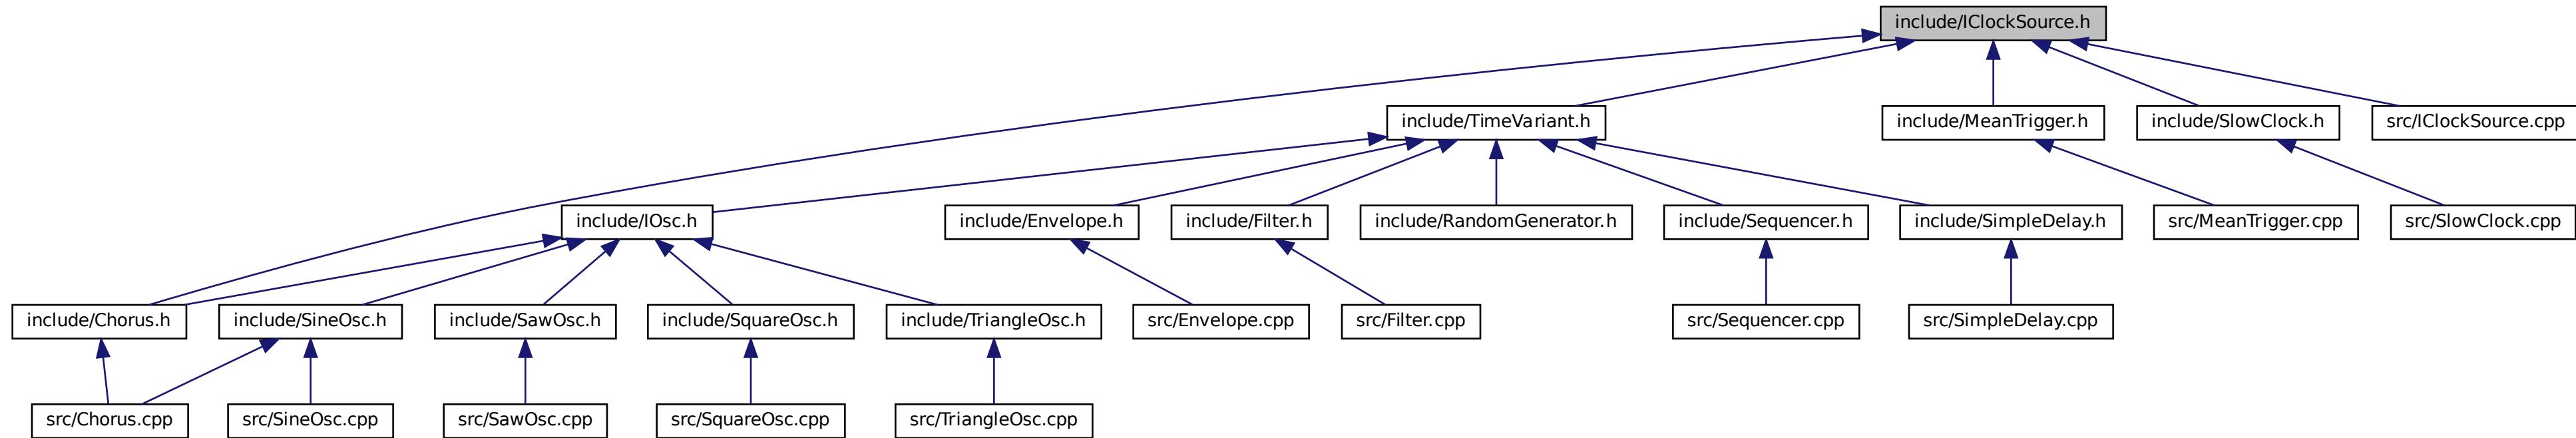 include/IClockSource.h
include/TimeVariant.h
include/MeanTrigger.h
include/SlowClock.h
src/IClockSource.cpp
include/IOsc.h
include/Envelope.h
include/Filter.h
include/RandomGenerator.h
include/Sequencer.h
include/SimpleDelay.h
src/MeanTrigger.cpp
src/SlowClock.cpp
include/Chorus.h
include/SineOsc.h
include/SawOsc.h
include/SquareOsc.h
include/TriangleOsc.h
src/Envelope.cpp
src/Filter.cpp
src/Sequencer.cpp
src/SimpleDelay.cpp
src/Chorus.cpp
src/SineOsc.cpp
src/SawOsc.cpp
src/SquareOsc.cpp
src/TriangleOsc.cpp